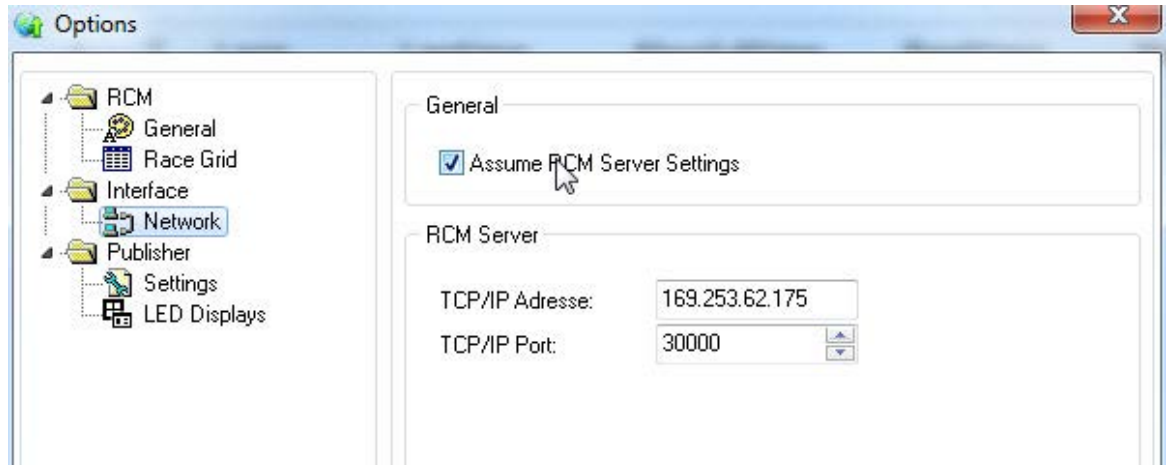 Options
RCM
General
Race Grid
Interface
Network
Publisher
Settings
LED Displays
General
Assume RCM Server Settings
RCM Server
TCP/IP Adresse: 169.253.62.175
TCP/IP Port: 30000